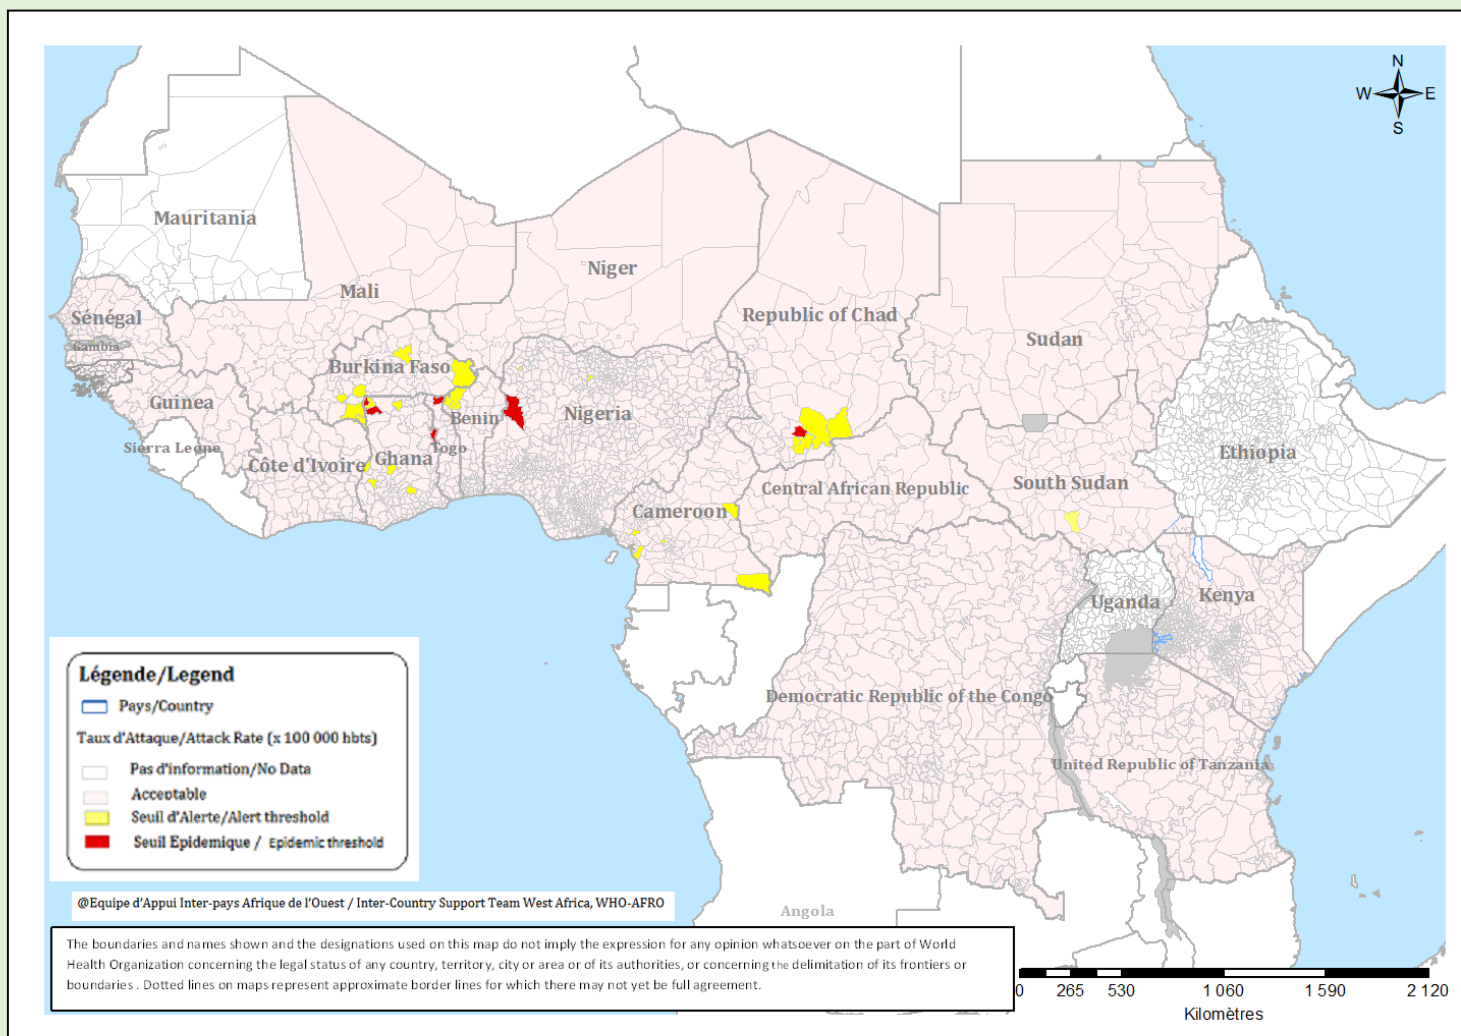 N
W E
S
Mauritania
Niger
Mali
Republic of Chad
Sénégal
Sudan
Gambia
Burkina Faso
Guinea
Nigeria
Benin
Sierra Leone
Togo
Ghana
Côte d'Ivoire
Ethiopia
South Sudan
Central African Republic
Cameroon
Uganda
Kenya
Democratic Republic of the Congo
United Republic of Tanzania
Angola
Légende/Legend
Pays/Country
Taux d'Attaque/Attack Rate (x 100 000 hbts)
Pas d'information/No Data
Acceptable
Seuil d'Alerte/Alert threshold
Seuil Epidemique / Epidemic threshold
@Equipe d'Appui Inter-pays Afrique de l'Ouest / Inter-Country Support Team West Africa, WHO-AFRO
The boundaries and names shown and the designations used on this map do not imply the expression for any opinion whatsoever on the part of World
Health Organization concerning the legal status of any country, territory, city or area or of its authorities, or concerning the delimitation of its frontiers or
boundaries . Dotted lines on maps represent approximate border lines for which there may not yet be full agreement.
0 265 530 1 060 1 590 2 120
Kilomètres